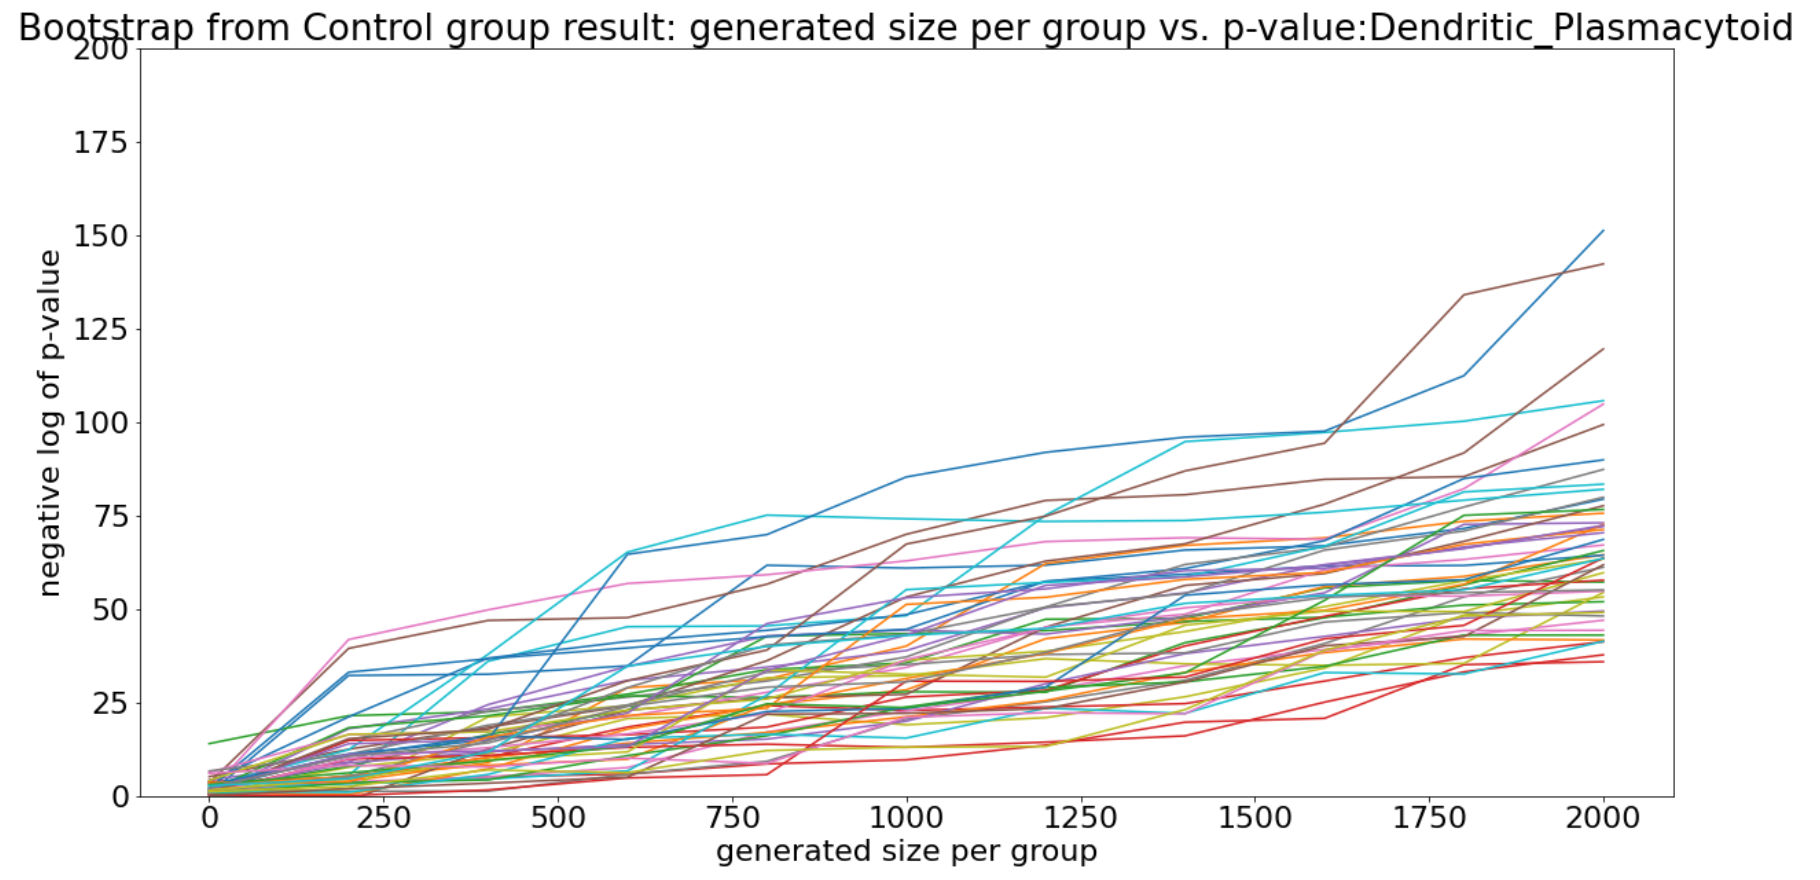 Bootstrap from Control group result: generated size per group vs. p-value:Dendritic_Plasmacytoid
200
175
150
125
100
75
50
25
0
negative log of p-value
0 250 500 750 1000 1250 1500 1750 2000
generated size per group